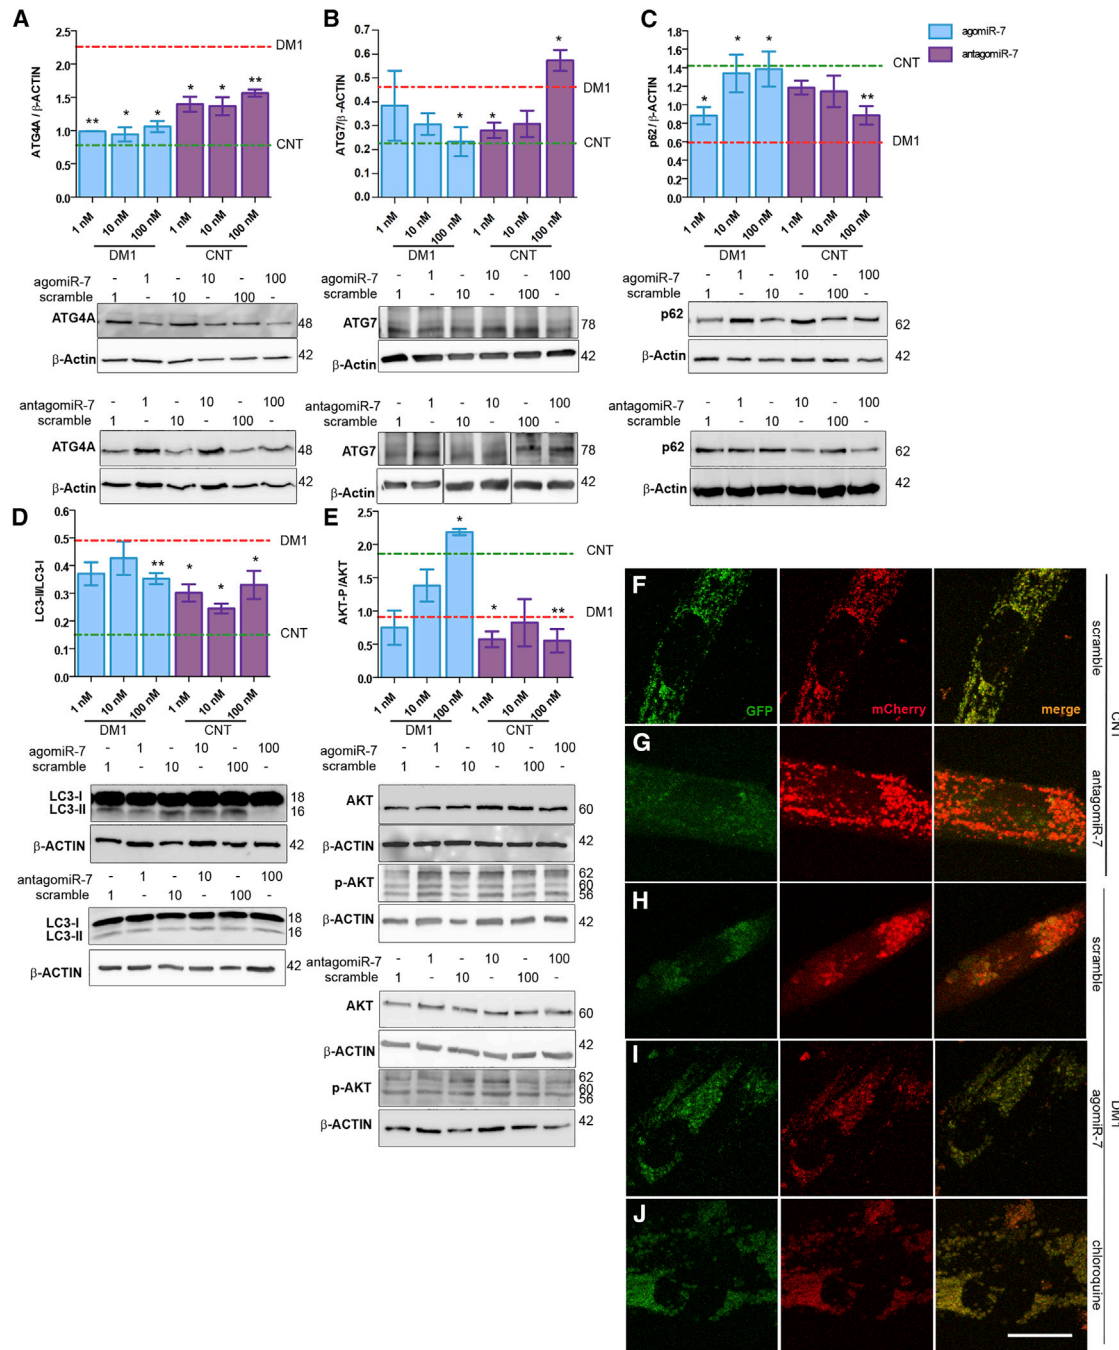 A
ATG4A / β-ACTIN
2.5
2.0
1.5
1.0
0.5
0.0
DM1
CNT
** * * * * **
1 nM 10 nM 100 nM 1 nM 10 nM 100 nM
DM1 CNT
agomiR-7 - 1 - 10 - 100
scramble 1 - 10 - 100 -
ATG4A 48
β-Actin 42
antagomiR-7 - 1 - 10 - 100
scramble 1 - 10 - 100 -
ATG4A 48
β-Actin 42
B
ATG7/β-ACTIN
0.7
0.6
0.5
0.4
0.3
0.2
0.1
0.0
DM1
CNT
* * *
1 nM 10 nM 100 nM 1 nM 10 nM 100 nM
DM1 CNT
agomiR-7 - 1 - 10 - 100
scramble 1 - 10 - 100 -
ATG7 78
β-Actin 42
antagomiR-7 - 1 - 10 - 100
scramble 1 - 10 - 100 -
ATG7 78
β-Actin 42
C
p62/β-ACTIN
1.8
1.6
1.4
1.2
1.0
0.8
0.6
0.4
0.2
0.0
CNT
DM1
* * * **
agomiR-7
antagomiR-7
1 nM 10 nM 100 nM 1 nM 10 nM 100 nM
DM1 CNT
agomiR-7 - 1 - 10 - 100
scramble 1 - 10 - 100 -
p62 62
β-Actin 42
antagomiR-7 - 1 - 10 - 100
scramble 1 - 10 - 100 -
p62 62
β-Actin 42
D
LC3-II/LC3-I
0.6
0.5
0.4
0.3
0.2
0.1
0.0
DM1
CNT
** * * *
1 nM 10 nM 100 nM 1 nM 10 nM 100 nM
DM1 CNT
agomiR-7 - 1 - 10 - 100
scramble 1 - 10 - 100 -
LC3-I 18
LC3-II 16
β-ACTIN 42
antagomiR-7 - 1 - 10 - 100
scramble 1 - 10 - 100 -
LC3-I 18
LC3-II 16
β-ACTIN 42
E
AKT-P/AKT
2.5
2.0
1.5
1.0
0.5
0.0
CNT
DM1
* * **
1 nM 10 nM 100 nM 1 nM 10 nM 100 nM
DM1 CNT
agomiR-7 - 1 - 10 - 100
scramble 1 - 10 - 100 -
AKT 60
β-ACTIN 42
p-AKT 62
60
56
β-ACTIN 42
antagomiR-7 - 1 - 10 - 100
scramble 1 - 10 - 100 -
AKT 60
β-ACTIN 42
p-AKT 62
60
56
β-ACTIN 42
F
GFP mCherry merge
scramble
G
antagomiR-7
CNT
H
scramble
I
agomiR-7
DM1
J
chloroquine